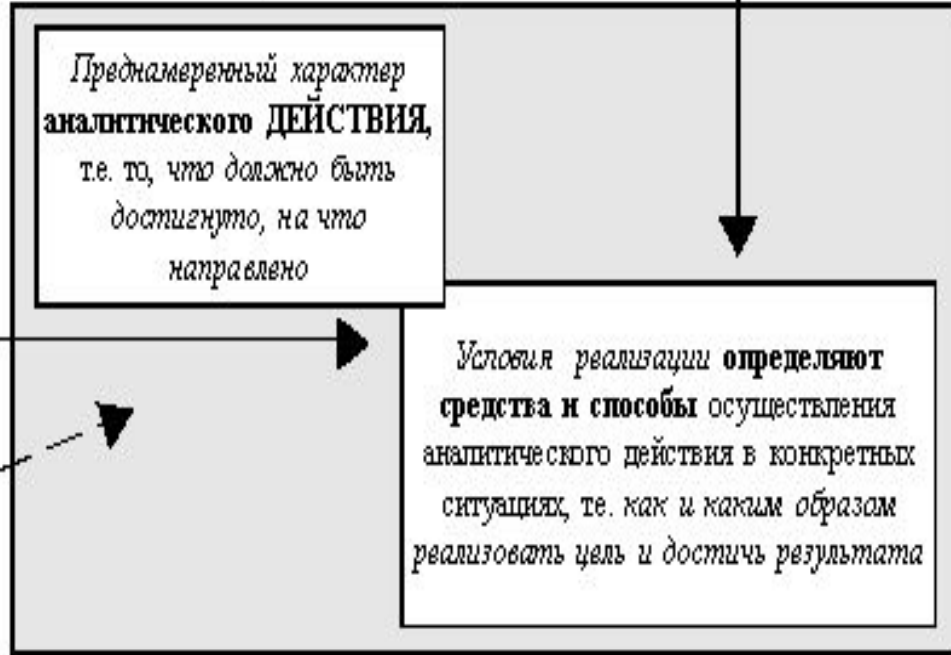 Преднамеренный характер
аналитического ДЕЙСТВИЯ,
т.е. то, что должно быть
достигнуто, на что
направлено
Условия реализации определяют
средства и способы осуществления
аналитического действия в конкретных
ситуациях, т.е. как и каким образом
реализовать цель и достичь результата